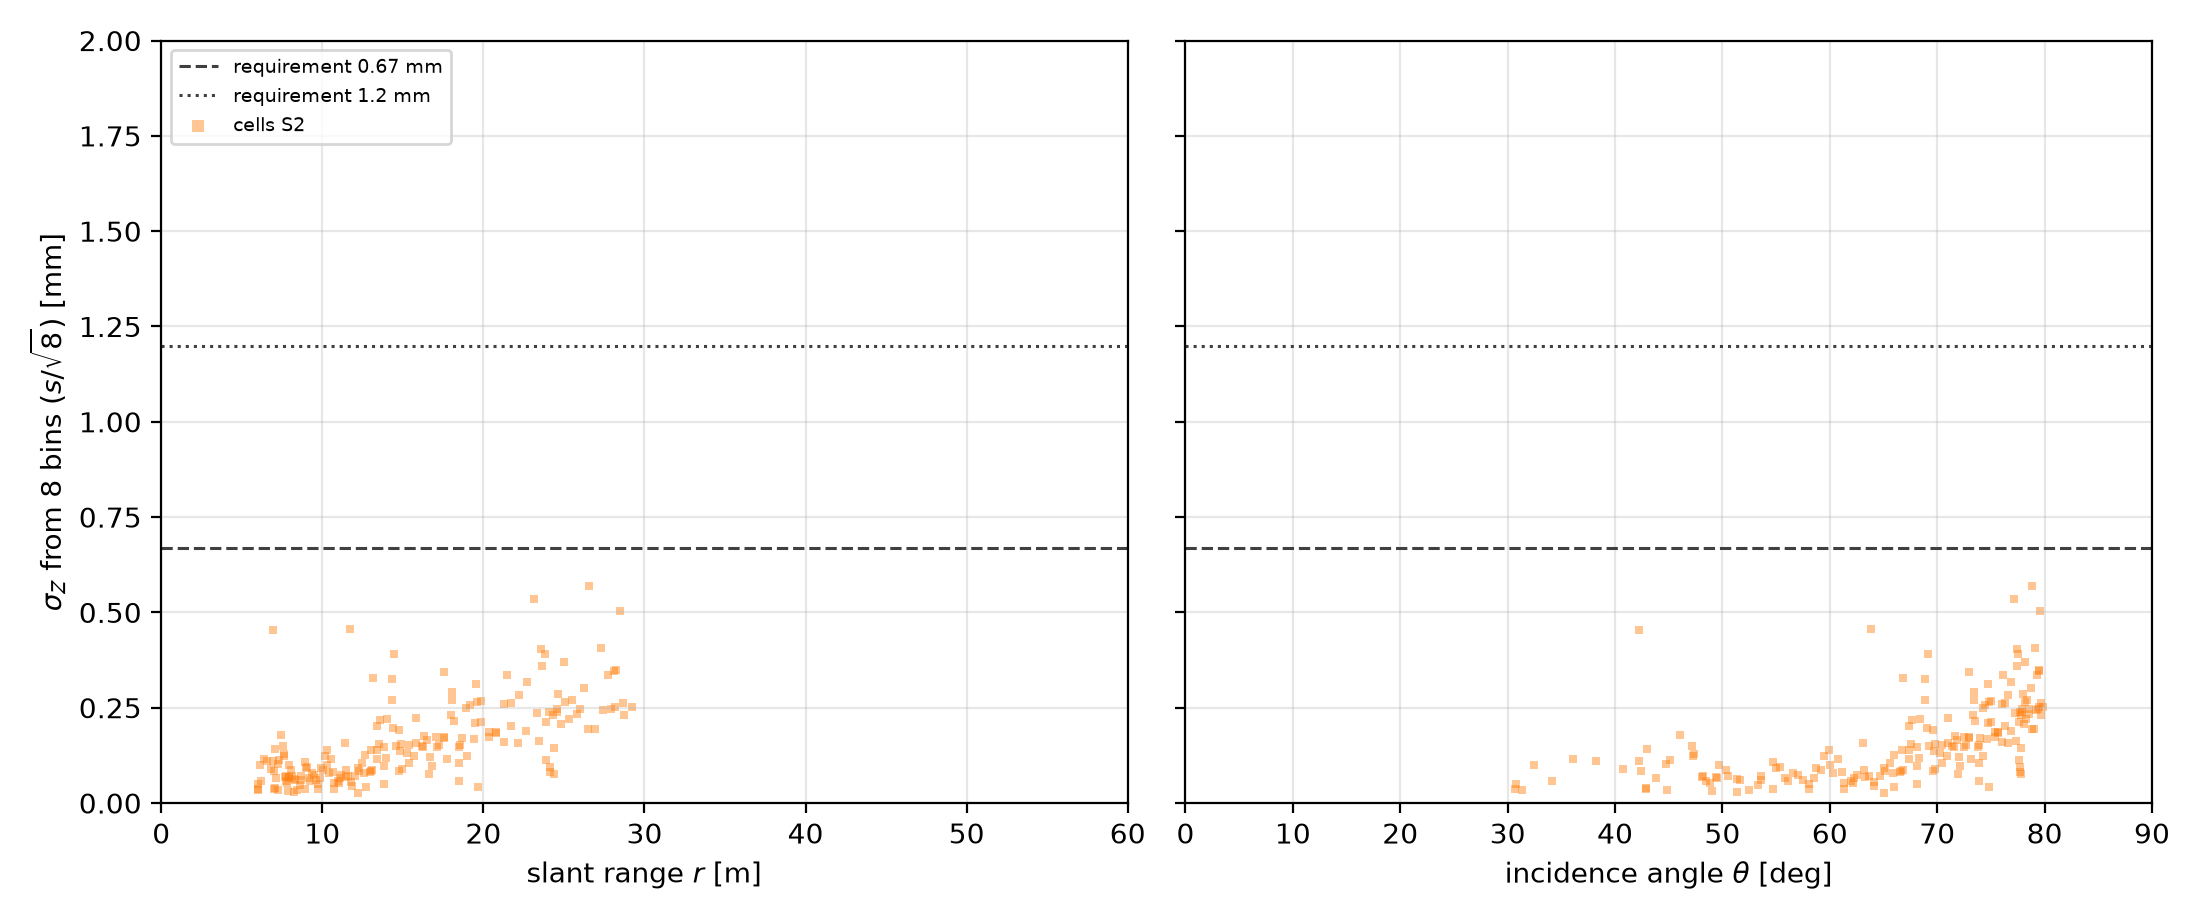 2.00
1.75
1.50
1.25
1.00
0.75
0.50
0.25
0.00
σ_Z from 8 bins (s/√8) [mm]
requirement 0.67 mm
requirement 1.2 mm
cells S2
0 10 20 30 40 50 60
slant range r [m]
0 10 20 30 40 50 60 70 80 90
incidence angle θ [deg]